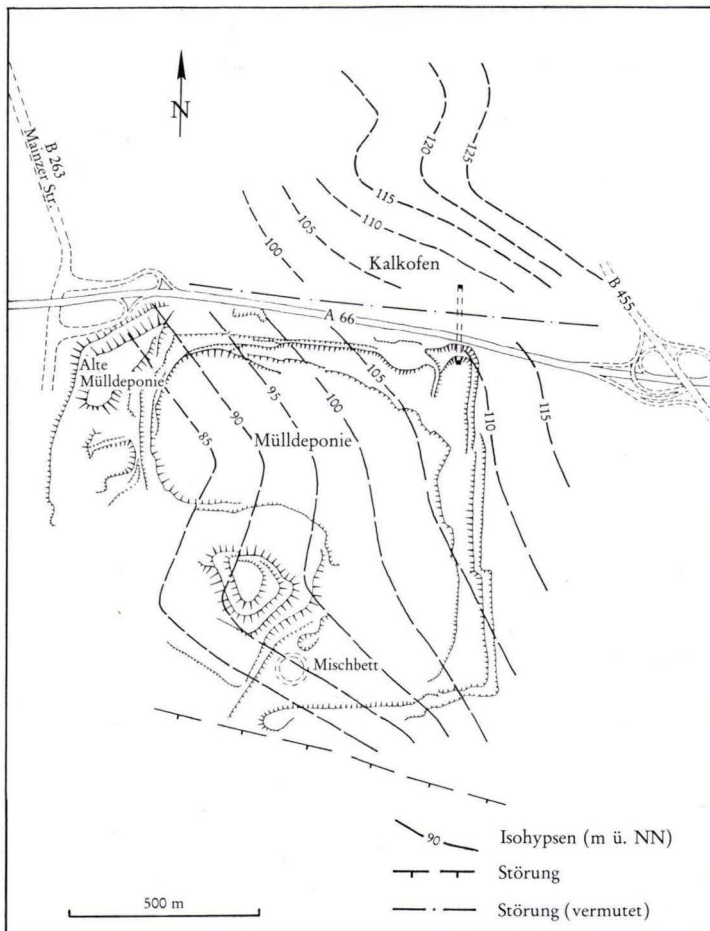 N
B 263
Mainzer Str.
120
125
115
110
105
100
Kalkofen
B 455
A 66
Alte
Mülldeponie
105
95
100
115
90
110
85
Mülldeponie
Mischbett
90
Isohypsen (m ü. NN)
Störung
500 m
Störung (vermutet)